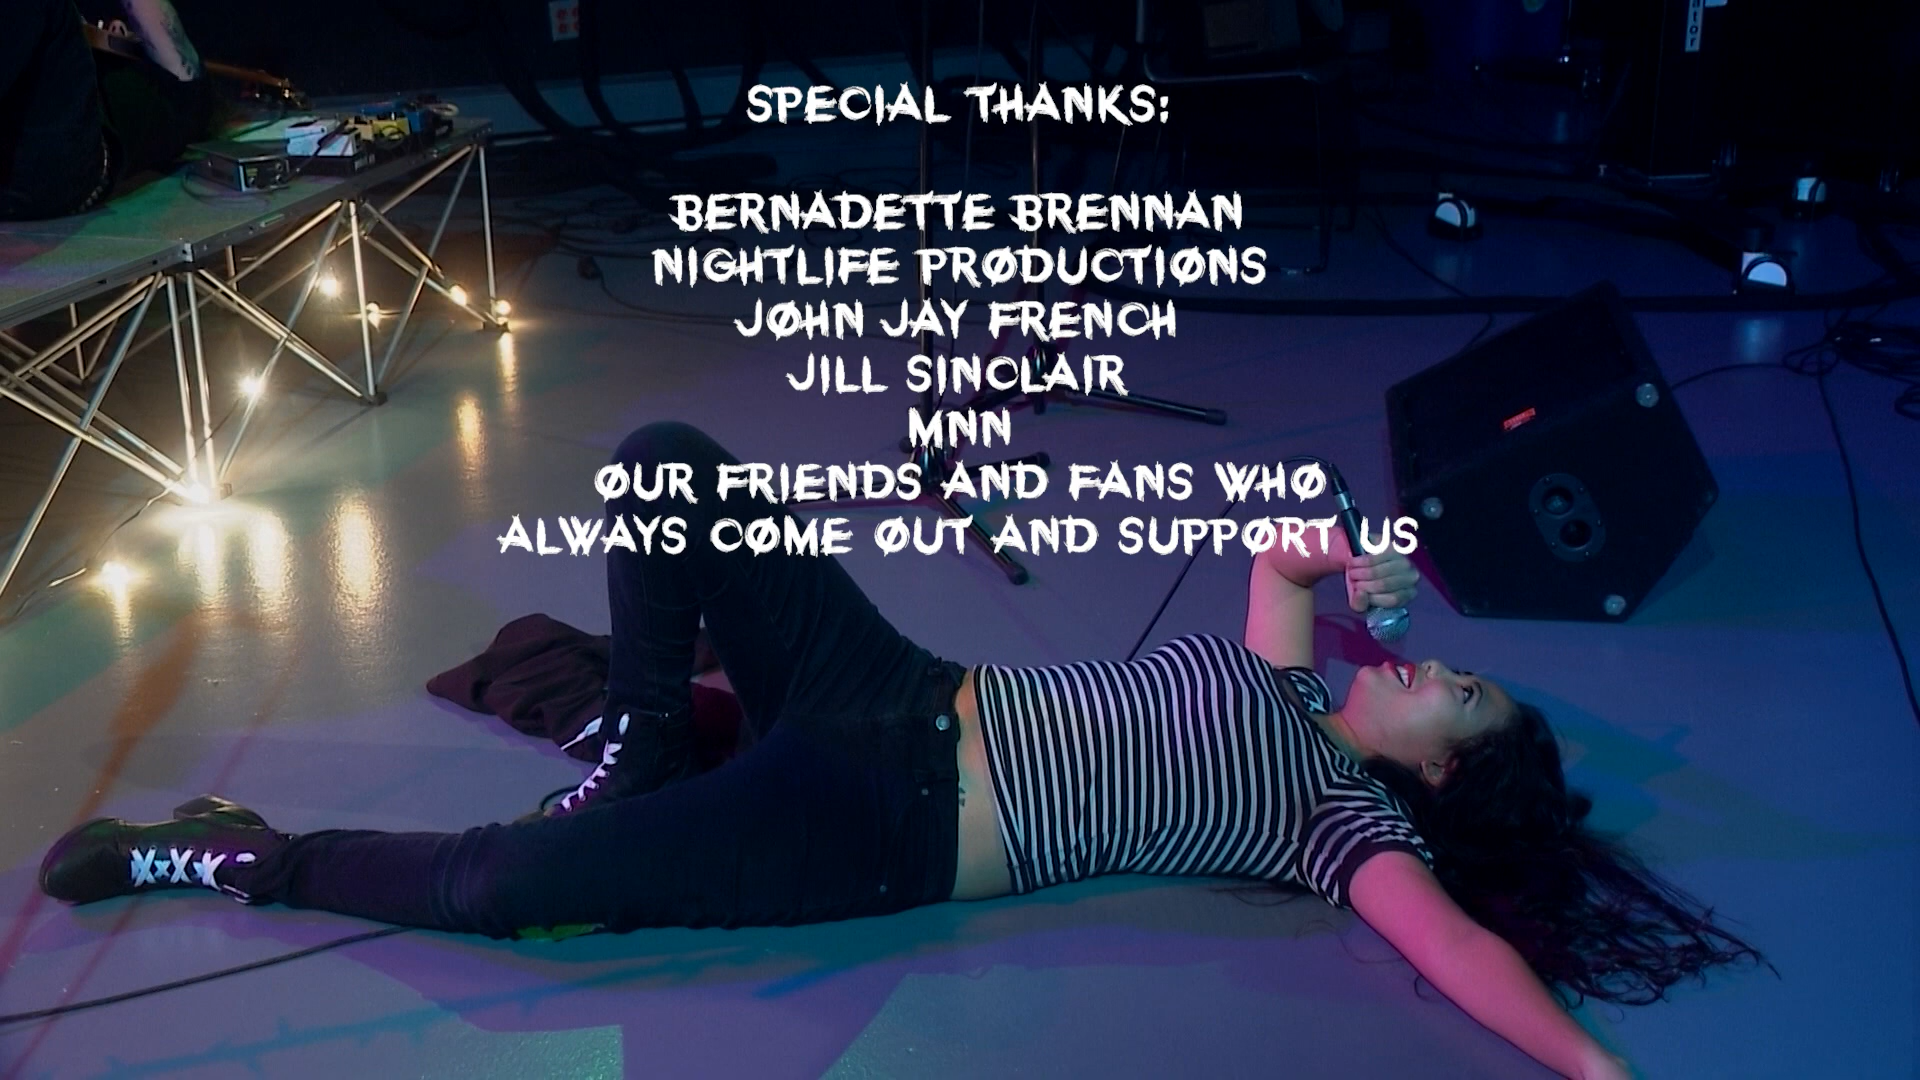 SPECIAL THANKS:
BERNADETTE BRENNAN
NIGHTLIFE PRØDUCTIØNS
JØHN JAY FRENCH
JILL SINCLAIR
MNN
ØUR FRIENDS AND FANS WHØ
ALWAYS CØME ØUT AND SUPPØRT US